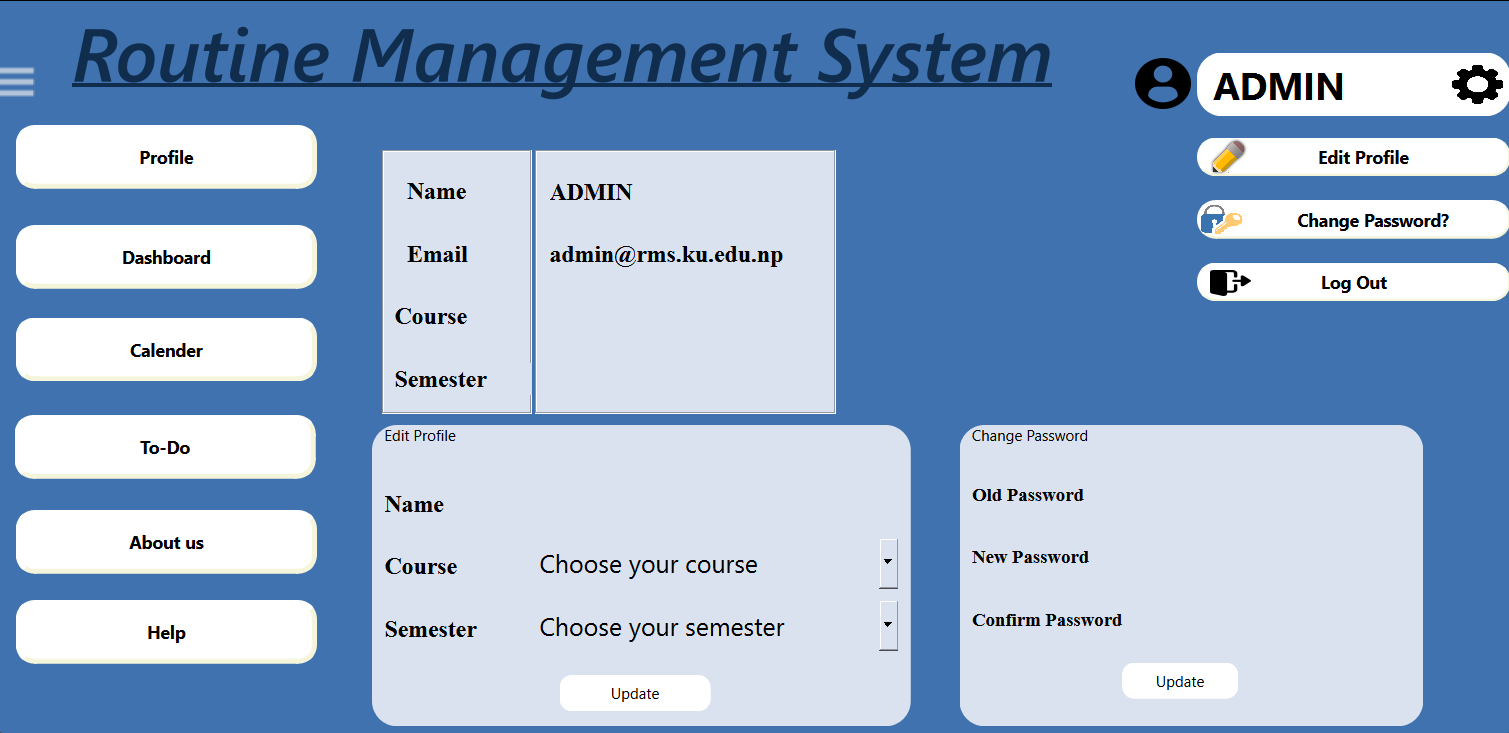 Routine Management System
ADMIN
Profile
Dashboard
Calender
To-Do
About us
Help
Name ADMIN
Email admin@rms.ku.edu.np
Course
Semester
Edit Profile
Change Password?
Log Out
Edit Profile
Name
Course Choose your course
Semester Choose your semester
Update
Change Password
Old Password
New Password
Confirm Password
Update